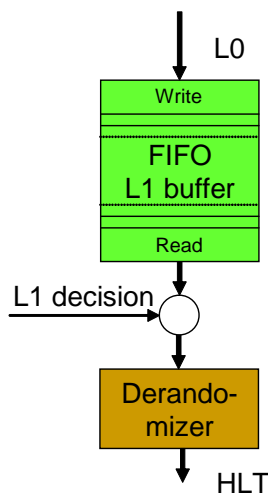 L0
Write
FIFO
L1 buffer
Read
L1 decision
Derando-
mizer
HLT